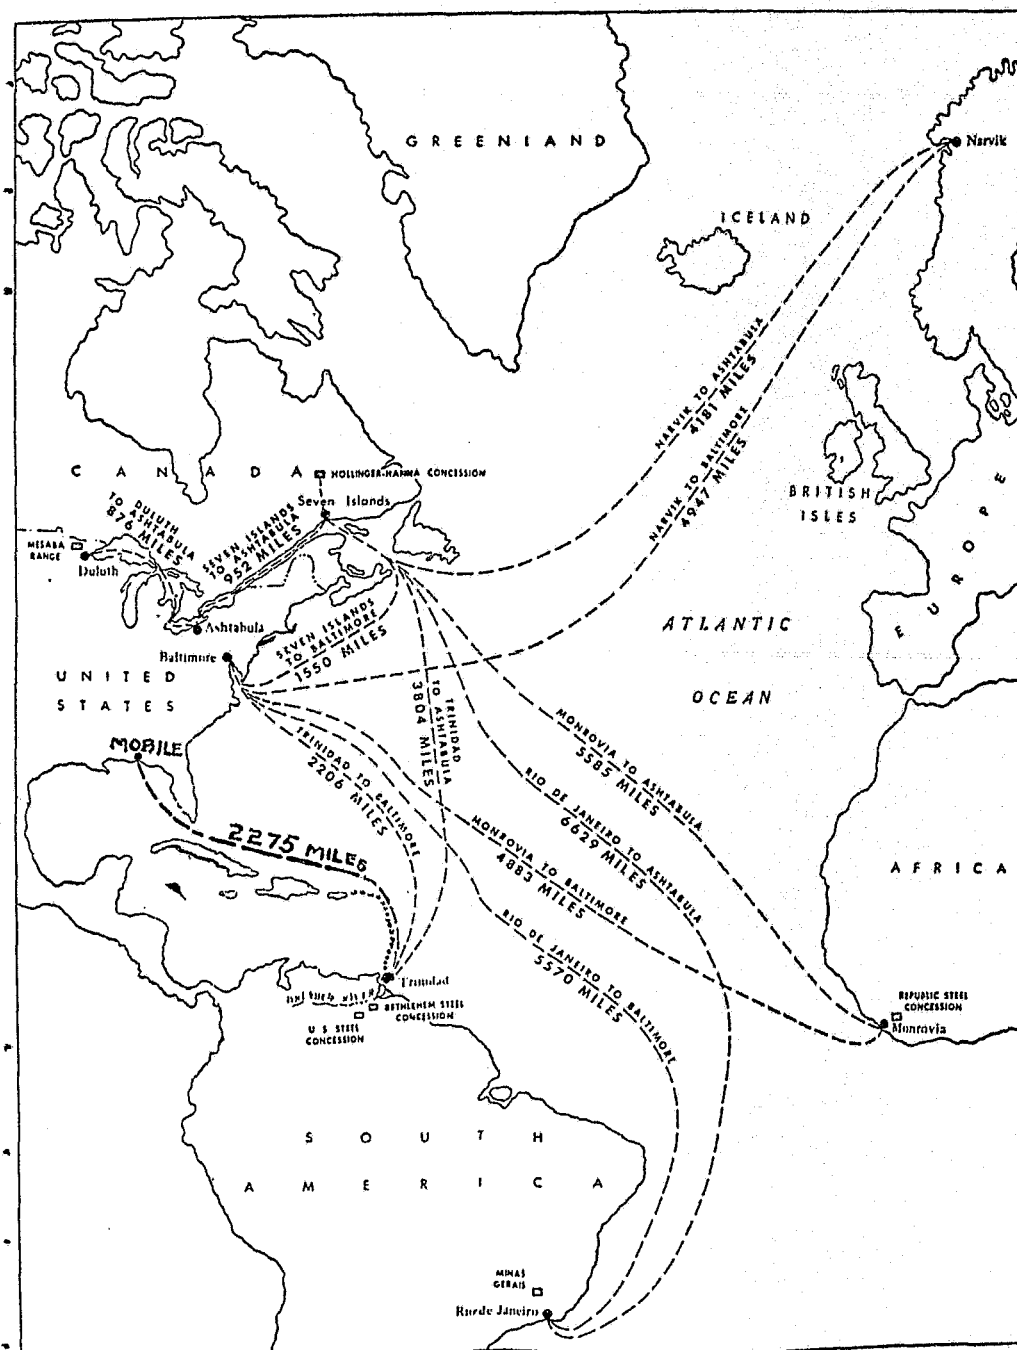 GREENLAND
Narvik
ICELAND
NARVIK TO ASHTABULA
4181 MILES
NARVIK TO BALTIMORE
4947 MILES
CANADA
HOLLINGER-HANNA CONCESSION
Seven Islands
BRITISH
ISLES
EUROPE
TO DULUTH
ASHTABULA
876 MILES
SEVEN ISLANDS
TO ASHTABULA
952 MILES
MESABA
RANGE
Duluth
Ashtabula
SEVEN ISLANDS
TO BALTIMORE
1550 MILES
Baltimore
ATLANTIC
OCEAN
UNITED
STATES
TRINIDAD
TO ASHTABULA
3804 MILES
MOBILE
TRINIDAD TO BALTIMORE
2206 MILES
MONROVIA TO ASHTABULA
5585 MILES
RIO DE JANEIRO TO ASHTABULA
6629 MILES
2275 MILES
MONROVIA TO BALTIMORE
4883 MILES
AFRICA
RIO DE JANEIRO TO BALTIMORE
5570 MILES
Trinidad
RIVER
BETHLEHEM STEEL
CONCESSION
U S STEEL
CONCESSION
REPUBLIC STEEL
CONCESSION
Monrovia
SOUTH
AMERICA
MINAS
GERAIS
Rio de Janeiro